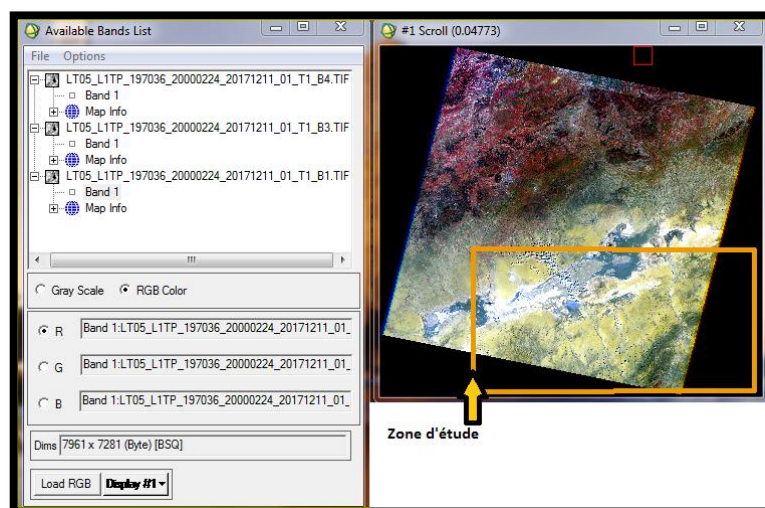 Available Bands List
File Options
LT05_L1TP_197036_20000224_20171211_01_T1_B4.TIF
Band 1
Map Info
LT05_L1TP_197036_20000224_20171211_01_T1_B3.TIF
Band 1
Map Info
LT05_L1TP_197036_20000224_20171211_01_T1_B1.TIF
Band 1
Map Info
Gray Scale RGB Color
R Band 1:LT05_L1TP_197036_20000224_20171211_01_
G Band 1:LT05_L1TP_197036_20000224_20171211_01_
B Band 1:LT05_L1TP_197036_20000224_20171211_01_
Dims 7961 x 7281 (Byte) [BSQ]
Load RGB Display #1
#1 Scroll (0.04773)
Zone d'étude